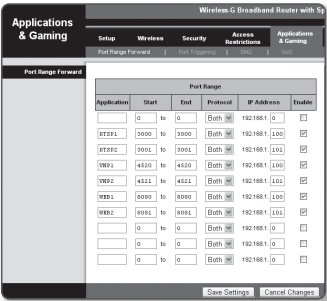 Wireless-G Broadband Router with Sp
Applications & Gaming
Setup Wireless Security Access Restrictions Applications & Gaming
Port Range Forward | Port Triggering | DMZ | QoS
Port Range Forward
Port Range
Application Start End Protocol IP Address Enable
0 to 0 Both 192.168.1. 0
RTSP1 3000 to 3000 Both 192.168.1. 100
RTSP2 3001 to 3001 Both 192.168.1. 101
VNP1 4520 to 4520 Both 192.168.1. 100
VNP2 4521 to 4521 Both 192.168.1. 101
WEB1 8080 to 8080 Both 192.168.1. 100
WEB2 8081 to 8081 Both 192.168.1. 101
0 to 0 Both 192.168.1. 0
0 to 0 Both 192.168.1. 0
0 to 0 Both 192.168.1. 0
Save Settings Cancel Changes